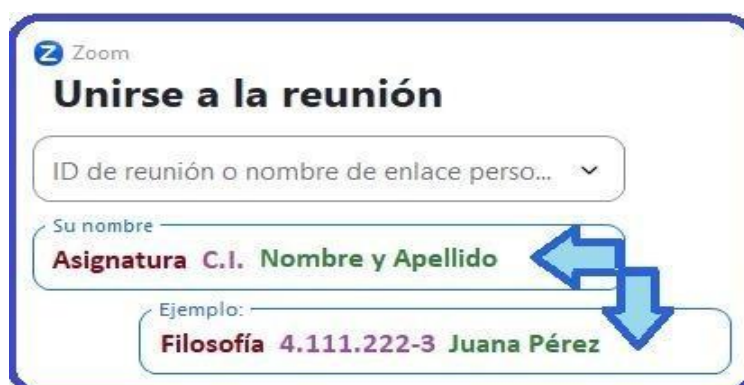 Zoom
Unirse a la reunión
ID de reunión o nombre de enlace perso...
Su nombre
Asignatura C.I. Nombre y Apellido
Ejemplo:
Filosofía 4.111.222-3 Juana Pérez